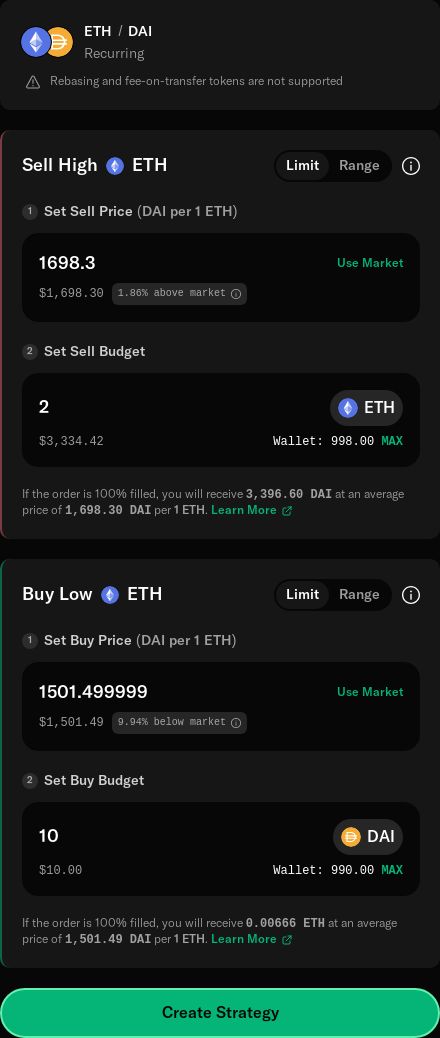 ETH / DAI
Recurring
Rebasing and fee-on-transfer tokens are not supported
Sell High ETH Limit Range
1 Set Sell Price (DAI per 1 ETH)
1698.3 Use Market
$1,698.30 1.86% above market
2 Set Sell Budget
2 ETH
$3,334.42 Wallet: 998.00 MAX
If the order is 100% filled, you will receive 3,396.60 DAI at an average
price of 1,698.30 DAI per 1 ETH. Learn More
Buy Low ETH Limit Range
1 Set Buy Price (DAI per 1 ETH)
1501.499999 Use Market
$1,501.49 9.94% below market
2 Set Buy Budget
10 DAI
$10.00 Wallet: 990.00 MAX
If the order is 100% filled, you will receive 0.00666 ETH at an average
price of 1,501.49 DAI per 1 ETH. Learn More
Create Strategy